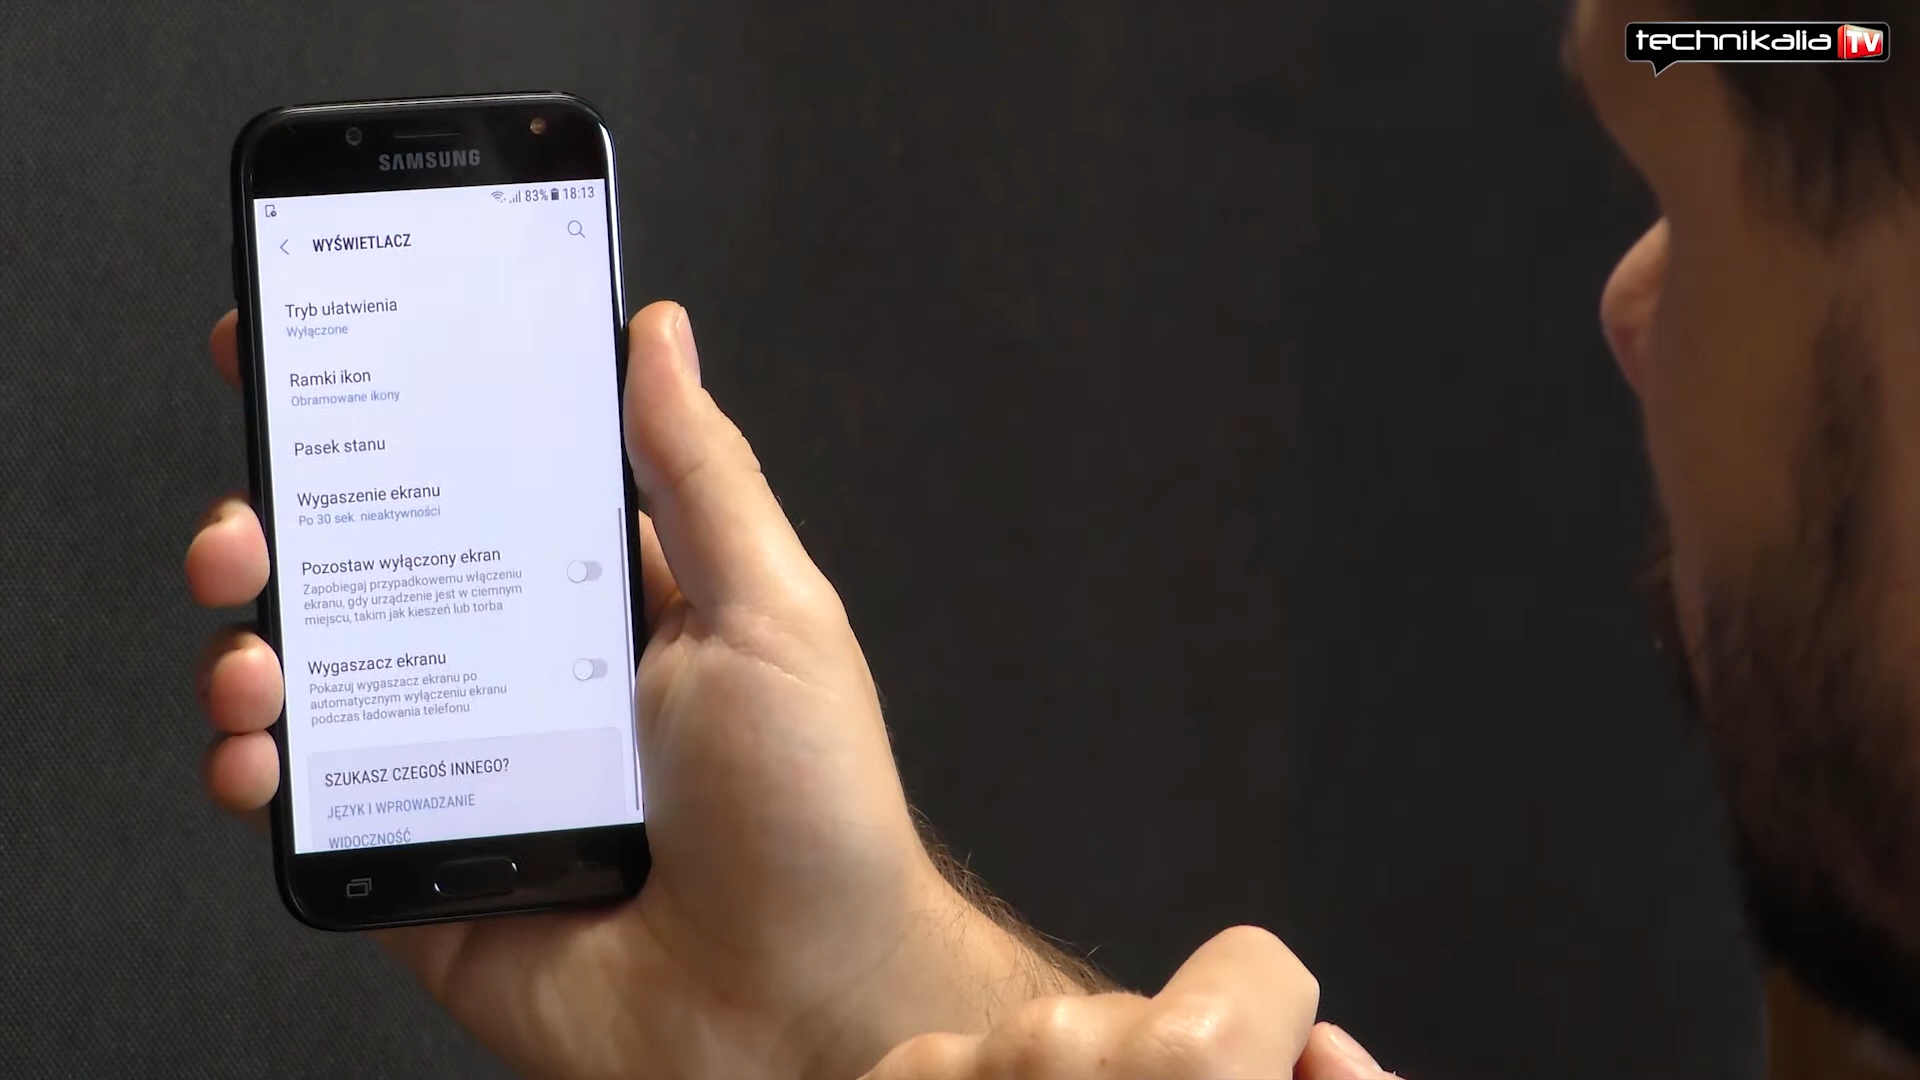 technikalia TV
SAMSUNG
83% 18:13
WYŚWIETLACZ
Tryb ułatwienia
Wyłączone
Ramki ikon
Obramowane ikony
Pasek stanu
Wygaszenie ekranu
Po 30 sek. nieaktywności
Pozostaw wyłączony ekran
Zapobiegaj przypadkowemu włączeniu
ekranu, gdy urządzenie jest w ciemnym
miejscu, takim jak kieszeń lub torba
Wygaszacz ekranu
Pokazuj wygaszacz ekranu po
automatycznym wyłączeniu ekranu
podczas ładowania telefonu.
SZUKASZ CZEGOŚ INNEGO?
JĘZYK I WPROWADZANIE
WIDOCZNOŚĆ